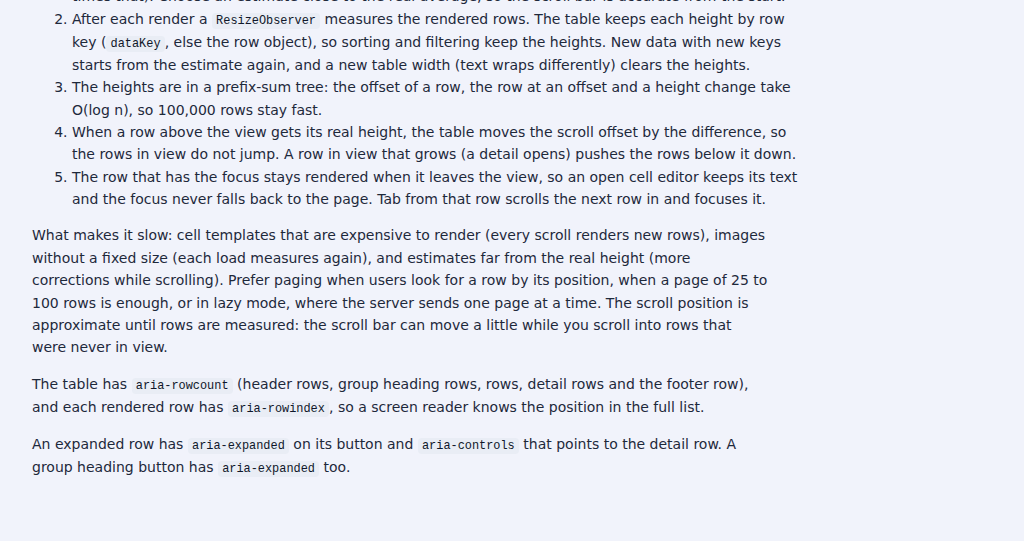 2. After each render a ResizeObserver measures the rendered rows. The table keeps each height by row
key ( dataKey , else the row object), so sorting and filtering keep the heights. New data with new keys
starts from the estimate again, and a new table width (text wraps differently) clears the heights.
3. The heights are in a prefix-sum tree: the offset of a row, the row at an offset and a height change take
O(log n), so 100,000 rows stay fast.
4. When a row above the view gets its real height, the table moves the scroll offset by the difference, so
the rows in view do not jump. A row in view that grows (a detail opens) pushes the rows below it down.
5. The row that has the focus stays rendered when it leaves the view, so an open cell editor keeps its text
and the focus never falls back to the page. Tab from that row scrolls the next row in and focuses it.
What makes it slow: cell templates that are expensive to render (every scroll renders new rows), images
without a fixed size (each load measures again), and estimates far from the real height (more
corrections while scrolling). Prefer paging when users look for a row by its position, when a page of 25 to
100 rows is enough, or in lazy mode, where the server sends one page at a time. The scroll position is
approximate until rows are measured: the scroll bar can move a little while you scroll into rows that
were never in view.
The table has aria-rowcount (header rows, group heading rows, rows, detail rows and the footer row),
and each rendered row has aria-rowindex , so a screen reader knows the position in the full list.
An expanded row has aria-expanded on its button and aria-controls that points to the detail row. A
group heading button has aria-expanded too.